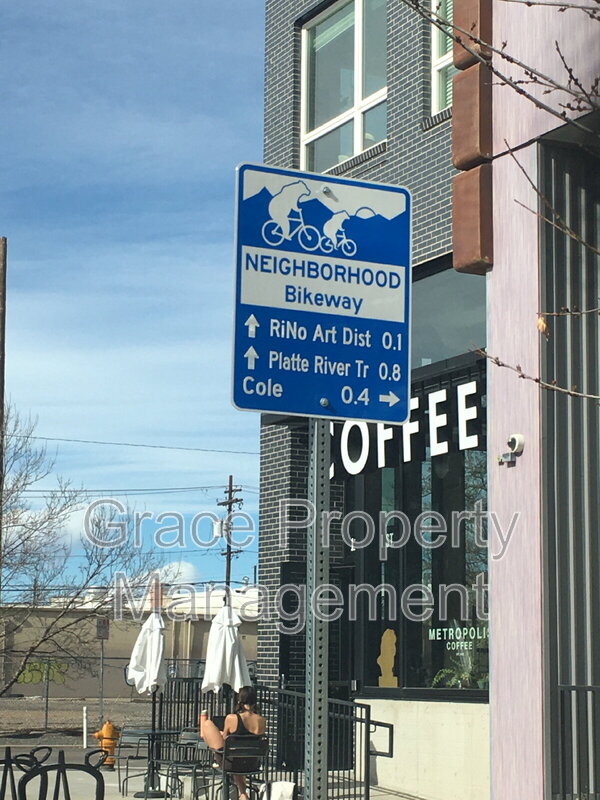 NEIGHBORHOOD
Bikeway
↑ RiNo Art Dist 0.1
↑ Platte River Tr 0.8
Cole 0.4 →
COFFEE
Grace Property
Management
METROPOLIS
COFFEE